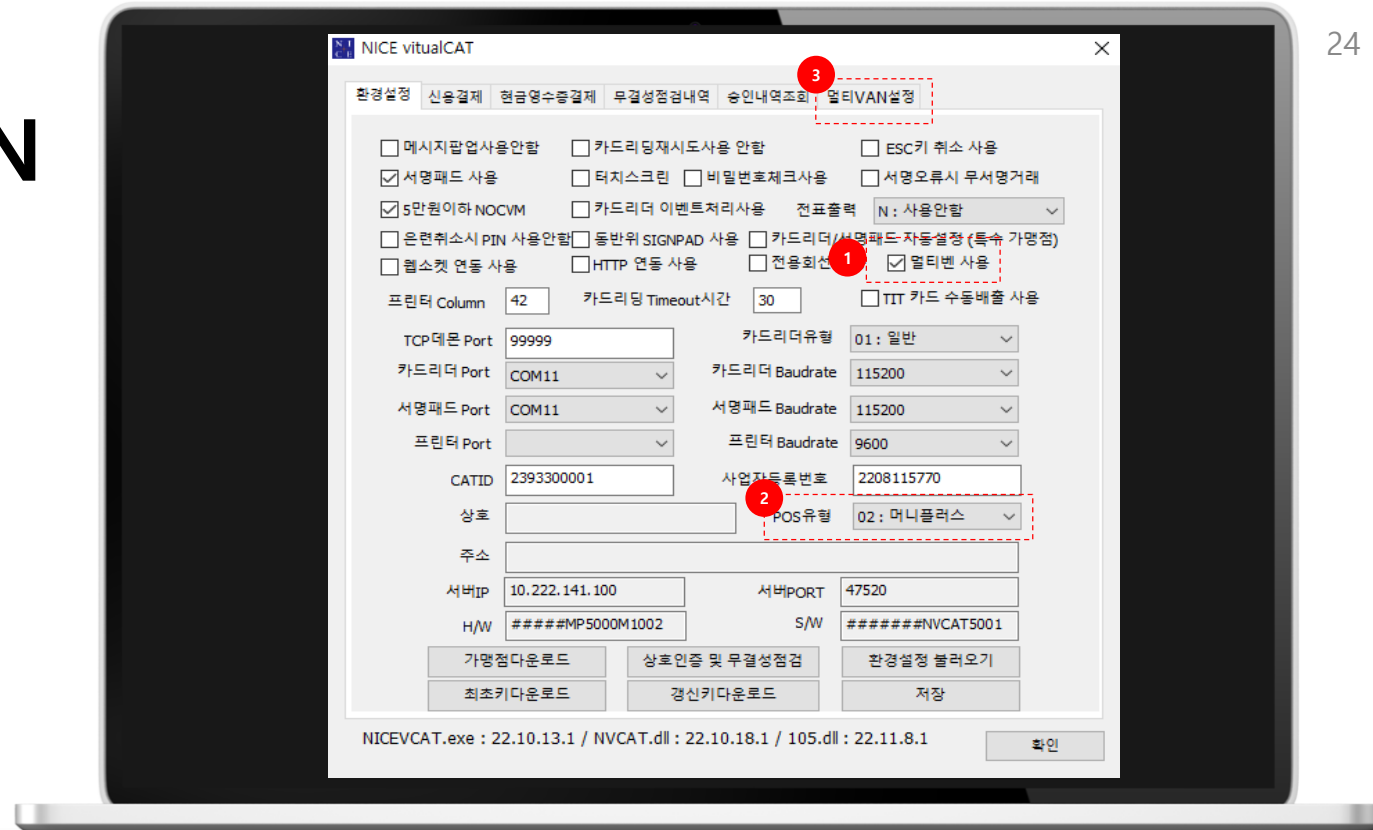 24
N
NICE vitualCAT
3
환경설정 신용결제 현금영수증결제 무결성점검내역 승인내역조회 멀티VAN설정
메시지팝업사용안함 카드리딩재시도사용 안함 ESC키 취소 사용
서명패드 사용 터치스크린 비밀번호체크사용 서명오류시 무서명거래
5만원이하 NOCVM 카드리더 이벤트처리사용 전표출력 N : 사용안함
은련취소시 PIN 사용안함 동반위 SIGNPAD 사용 카드리더/서명패드 자동설정 (특수 가맹점)
웹소켓 연동 사용 HTTP 연동 사용 전용회선 1 멀티벤 사용
프린터 Column 42 카드리딩 Timeout시간 30 TIT 카드 수동배출 사용
TCP데몬 Port 99999 카드리더유형 01 : 일반
카드리더 Port COM11 카드리더 Baudrate 115200
서명패드 Port COM11 서명패드 Baudrate 115200
프린터 Port 프린터 Baudrate 9600
CATID 2393300001 사업자등록번호 2208115770
2
상호 POS유형 02 : 머니플러스
주소
서버IP 10.222.141.100 서버PORT 47520
H/W #####MP5000M1002 S/W #######NVCAT5001
가맹점다운로드 상호인증 및 무결성점검 환경설정 불러오기
최초키다운로드 갱신키다운로드 저장
NICEVCAT.exe : 22.10.13.1 / NVCAT.dll : 22.10.18.1 / 105.dll : 22.11.8.1 확인